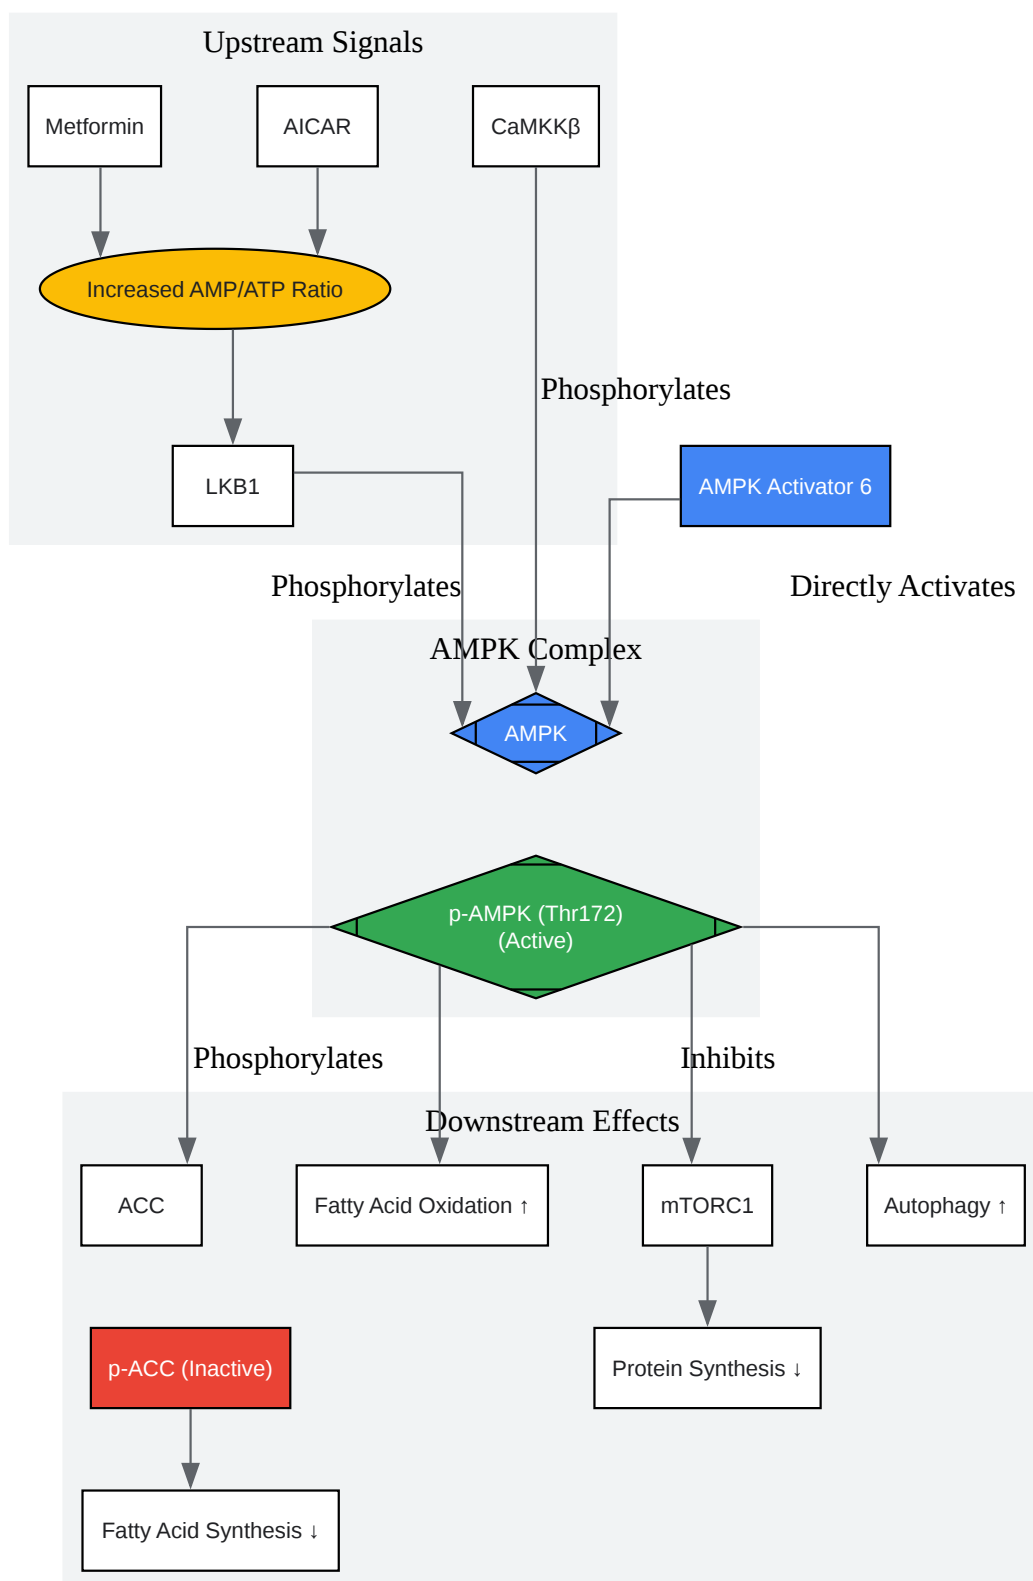 Upstream Signals
Metformin
AICAR
CaMKKβ
Increased AMP/ATP Ratio
Phosphorylates
LKB1
AMPK Activator 6
Phosphorylates
Directly Activates
AMPK Complex
AMPK
p-AMPK (Thr172)
(Active)
Phosphorylates
Inhibits
Downstream Effects
ACC
Fatty Acid Oxidation ↑
mTORC1
Autophagy ↑
p-ACC (Inactive)
Protein Synthesis ↓
Fatty Acid Synthesis ↓